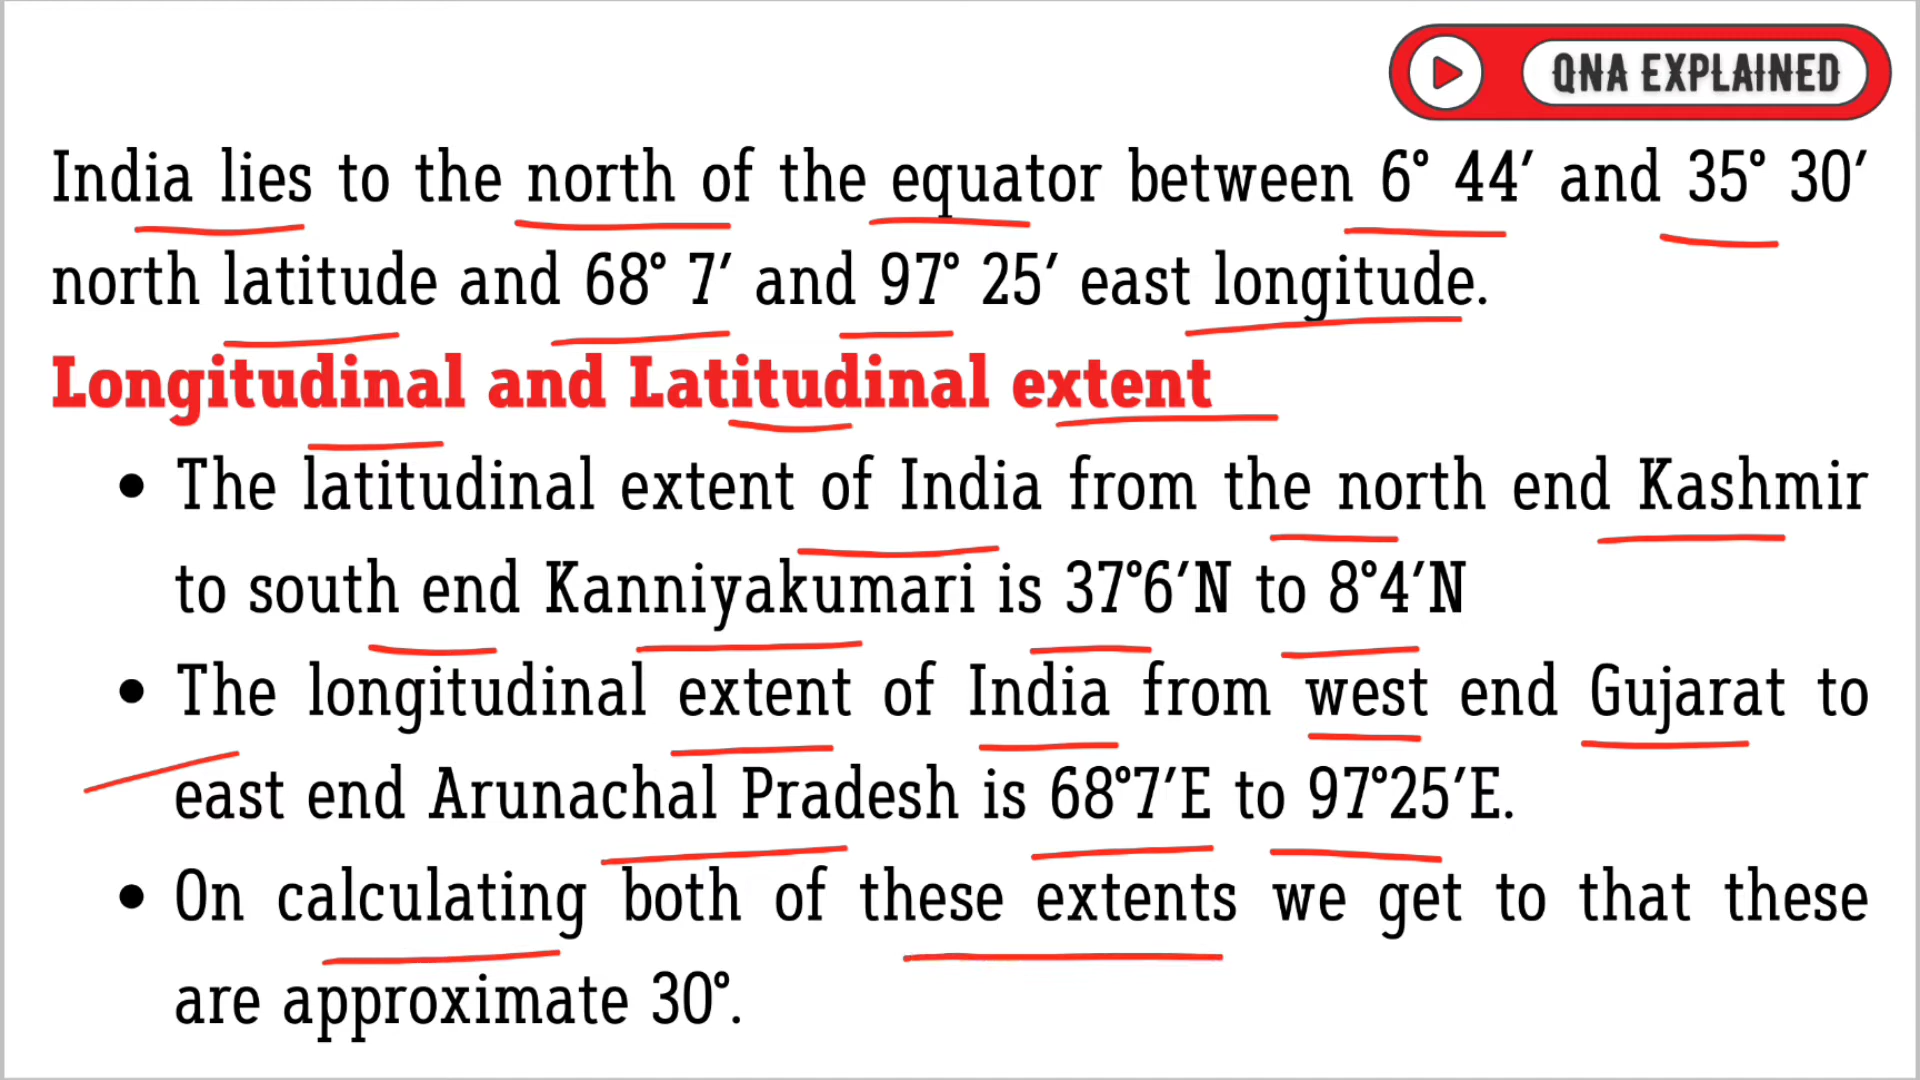 QNA EXPLAINED
India lies to the north of the equator between 6° 44′ and 35° 30′
north latitude and 68° 7′ and 97° 25′ east longitude.
Longitudinal and Latitudinal extent
• The latitudinal extent of India from the north end Kashmir
to south end Kanniyakumari is 37°6′N to 8°4′N
• The longitudinal extent of India from west end Gujarat to
east end Arunachal Pradesh is 68°7′E to 97°25′E.
• On calculating both of these extents we get to that these
are approximate 30°.